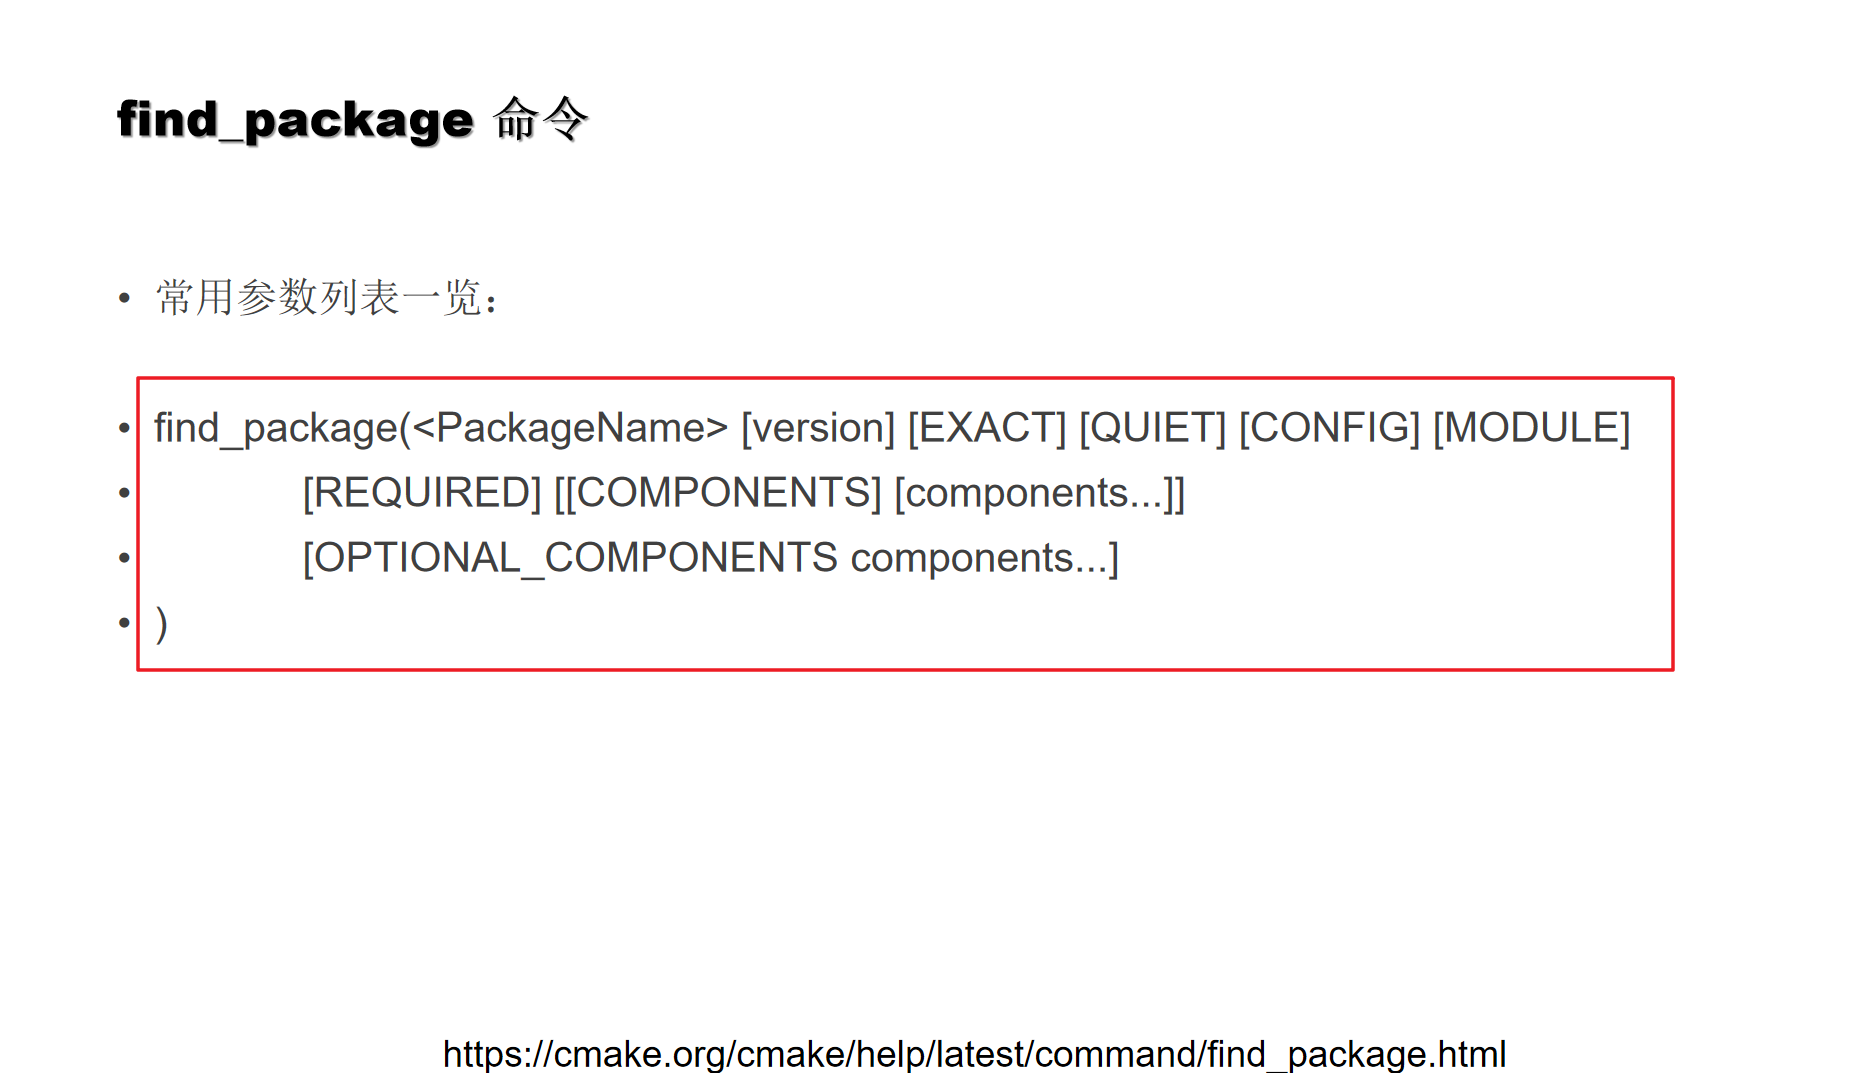 find_package 命令
• 常用参数列表一览：
• find_package(<PackageName> [version] [EXACT] [QUIET] [CONFIG] [MODULE]
• [REQUIRED] [[COMPONENTS] [components...]]
• [OPTIONAL_COMPONENTS components...]
• )
https://cmake.org/cmake/help/latest/command/find_package.html